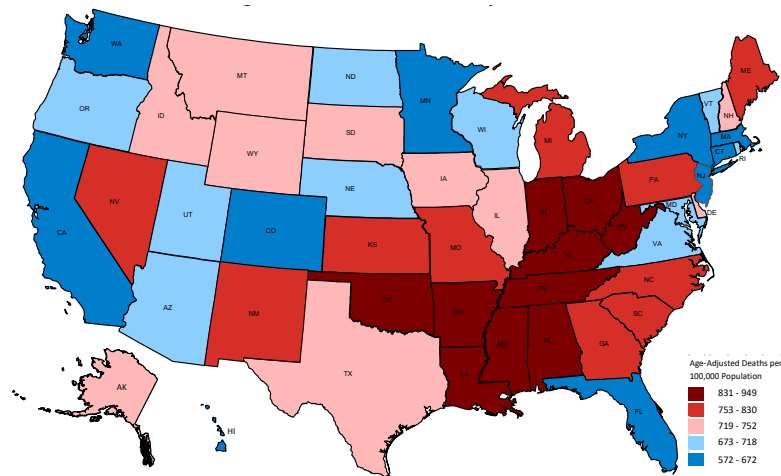 WA
MT
ND
MN
ME
OR
ID
SD
WI
MI
VT
NH
NY
MA
CT
RI
WY
IA
NE
PA
NJ
NV
UT
CO
IL
IN
OH
MD
DE
WV
VA
CA
KS
MO
KY
NC
TN
AZ
NM
OK
AR
SC
MS
AL
GA
TX
LA
AK
HI
FL
Age-Adjusted Deaths per
100,000 Population
831 - 949
753 - 830
719 - 752
673 - 718
572 - 672